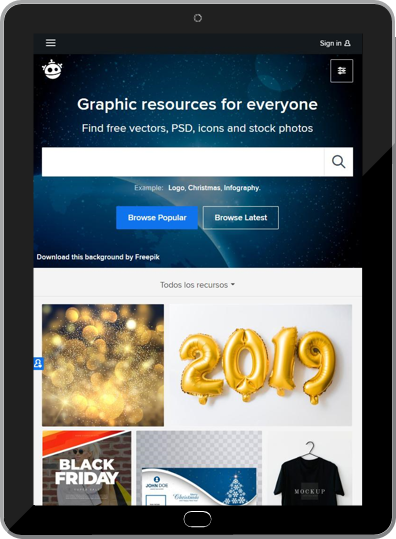 Sign in
Graphic resources for everyone
Find free vectors, PSD, icons and stock photos
Example: Logo, Christmas, Infography.
Browse Popular
Browse Latest
Download this background by Freepik
Todos los recursos
2019
BLACK
FRIDAY
JOHN DOE
Christmas
MOCKUP